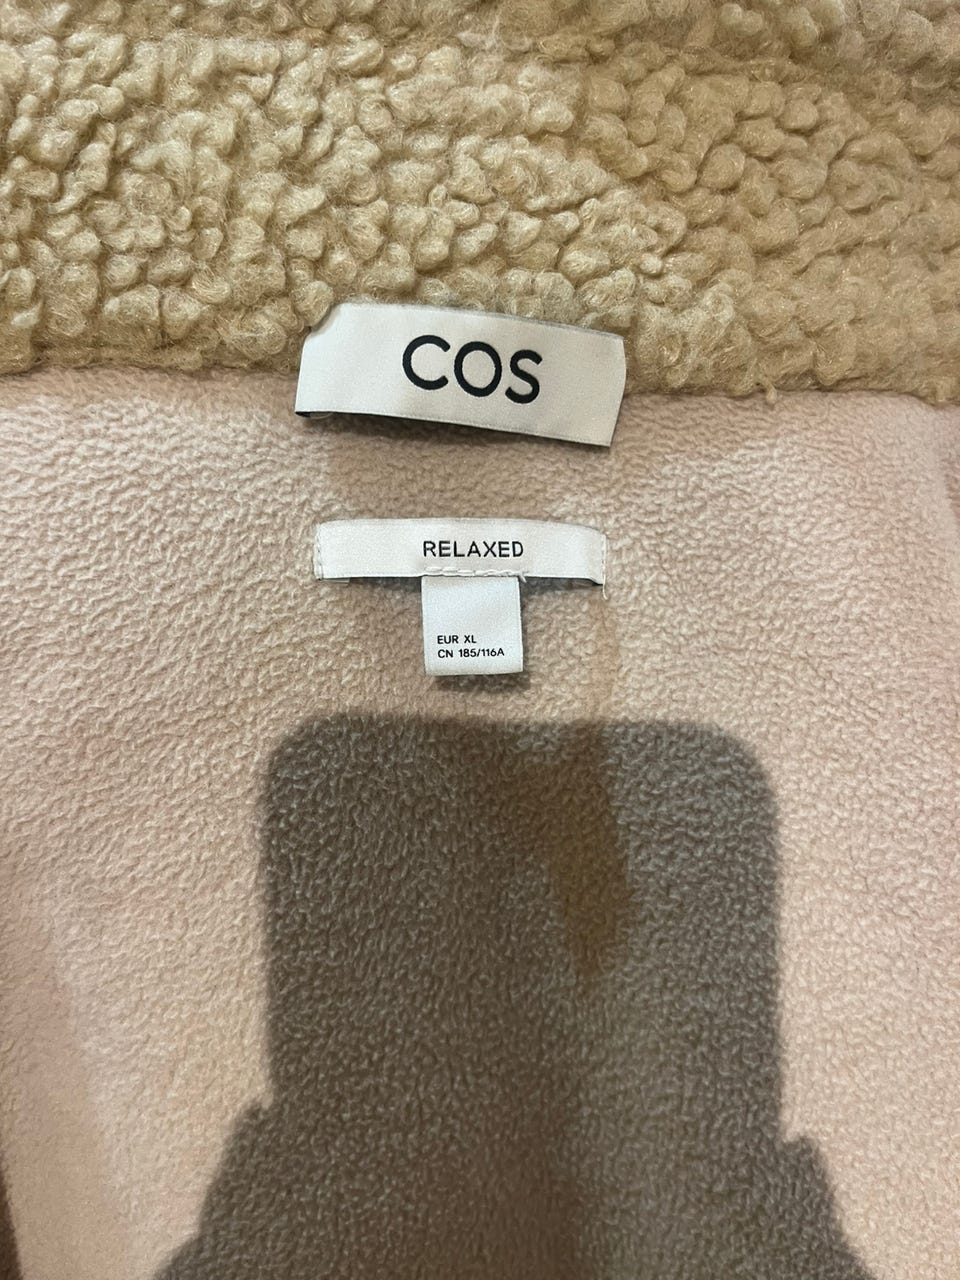 COS
RELAXED
EUR XL
CN 185/116A